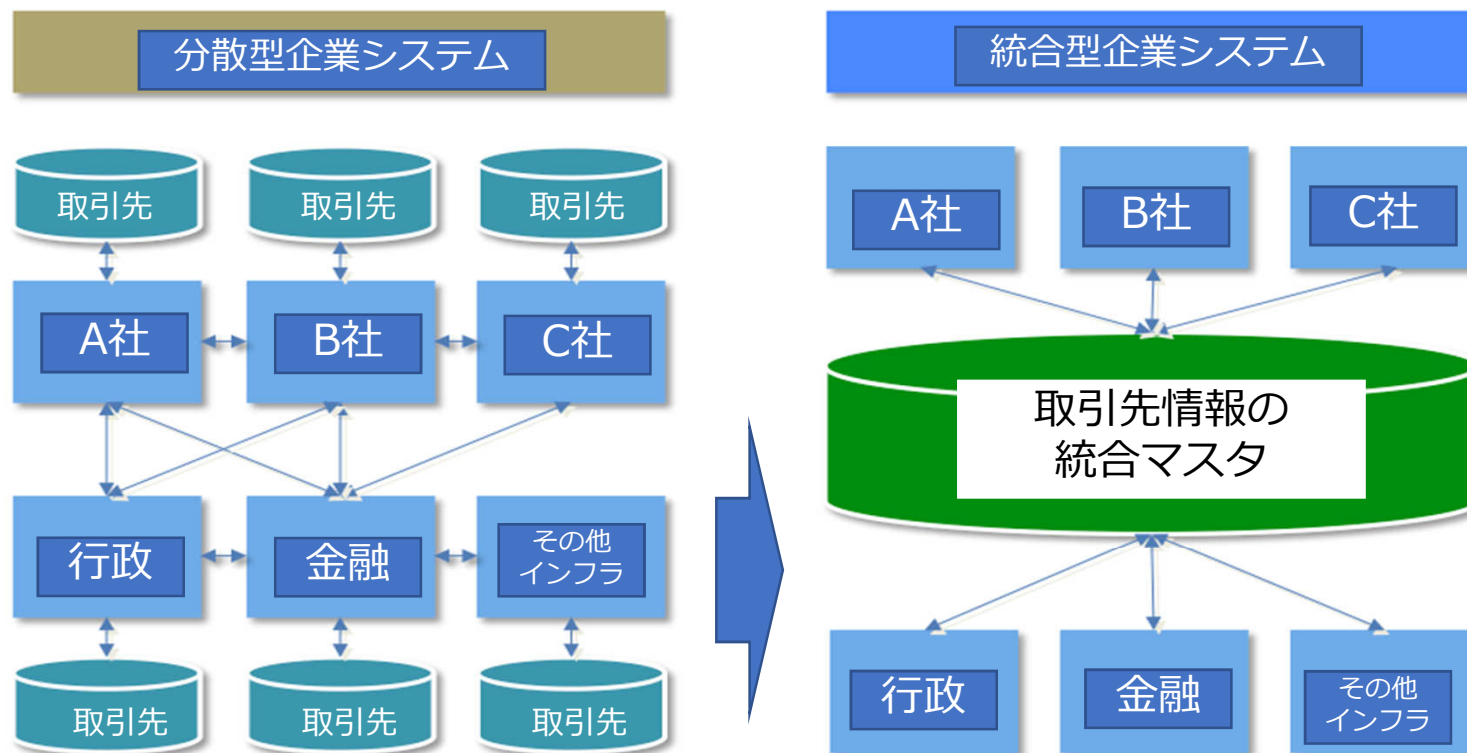 分散型企業システム
取引先
取引先
取引先
A社
B社
C社
行政
金融
その他
インフラ
取引先
取引先
取引先
統合型企業システム
A社
B社
C社
取引先情報の
統合マスタ
行政
金融
その他
インフラ